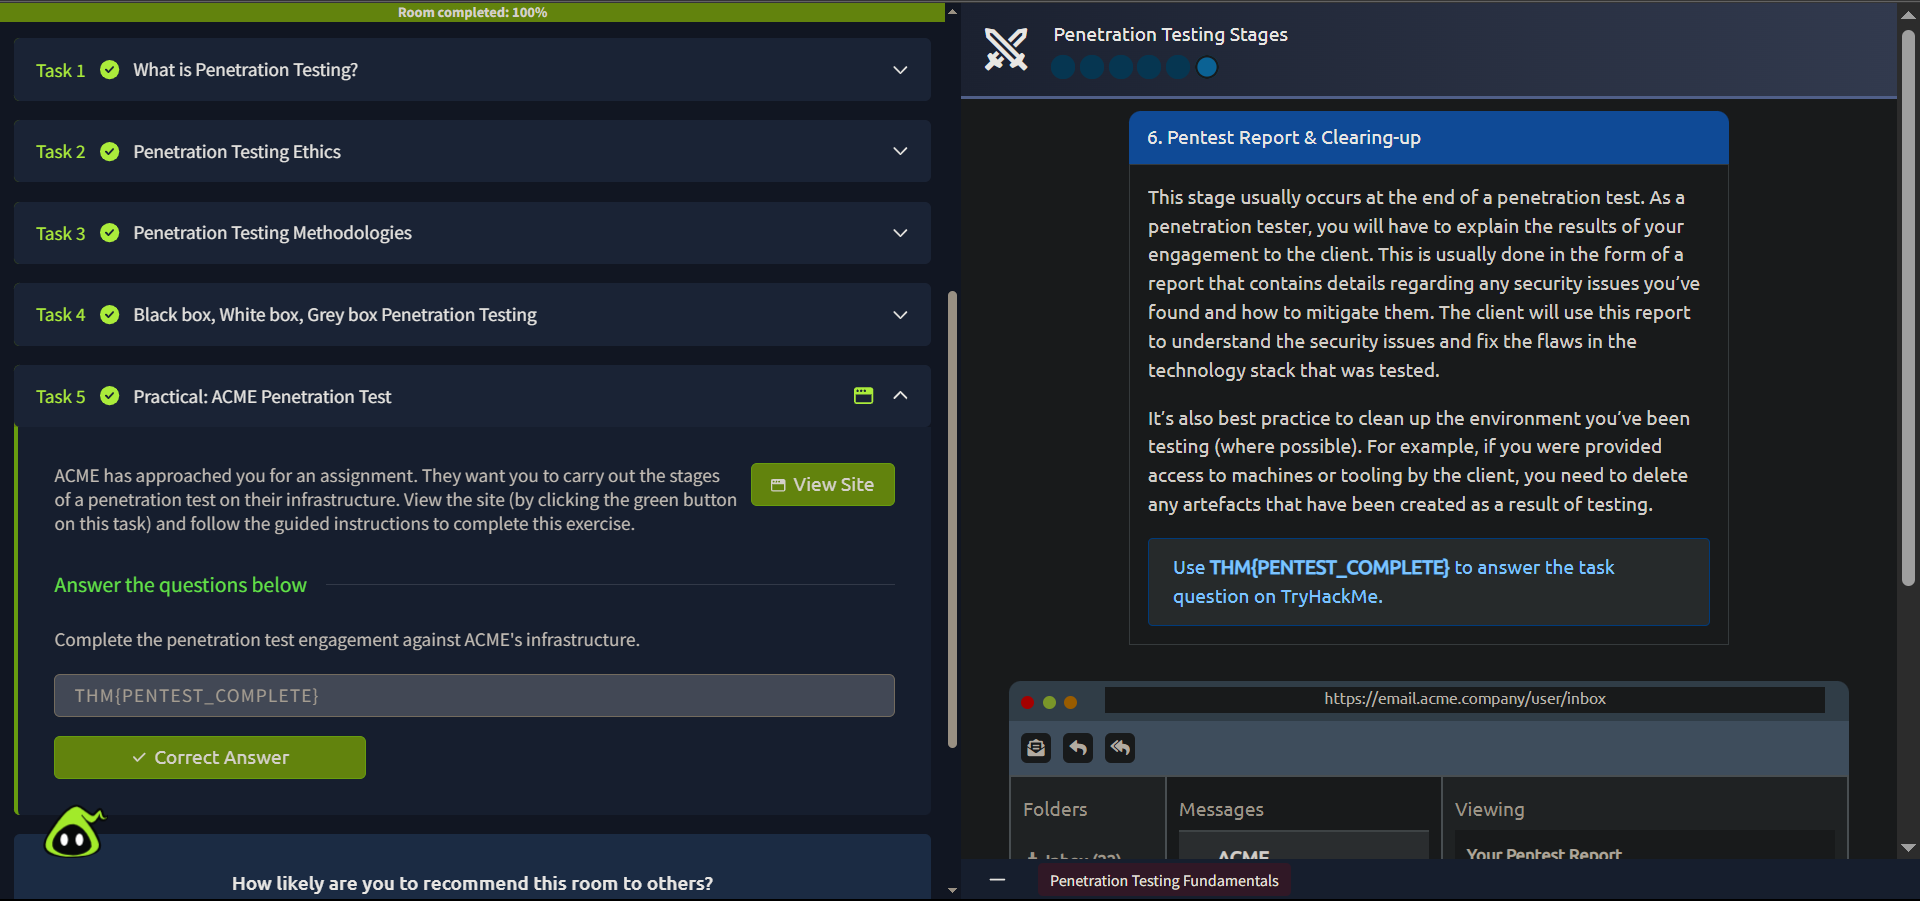 Room completed: 100%
Task 1 What is Penetration Testing?
Task 2 Penetration Testing Ethics
Task 3 Penetration Testing Methodologies
Task 4 Black box, White box, Grey box Penetration Testing
Task 5 Practical: ACME Penetration Test
ACME has approached you for an assignment. They want you to carry out the stages
of a penetration test on their infrastructure. View the site (by clicking the green button
on this task) and follow the guided instructions to complete this exercise.
View Site
Answer the questions below
Complete the penetration test engagement against ACME's infrastructure.
THM{PENTEST_COMPLETE}
Correct Answer
How likely are you to recommend this room to others?
Penetration Testing Stages
6. Pentest Report & Clearing-up
This stage usually occurs at the end of a penetration test. As a
penetration tester, you will have to explain the results of your
engagement to the client. This is usually done in the form of a
report that contains details regarding any security issues you’ve
found and how to mitigate them. The client will use this report
to understand the security issues and fix the flaws in the
technology stack that was tested.
It’s also best practice to clean up the environment you’ve been
testing (where possible). For example, if you were provided
access to machines or tooling by the client, you need to delete
any artefacts that have been created as a result of testing.
Use THM{PENTEST_COMPLETE} to answer the task
question on TryHackMe.
https://email.acme.company/user/inbox
Folders
Messages
Viewing
Inbox (22)
ACME
Your Pentest Report
Penetration Testing Fundamentals